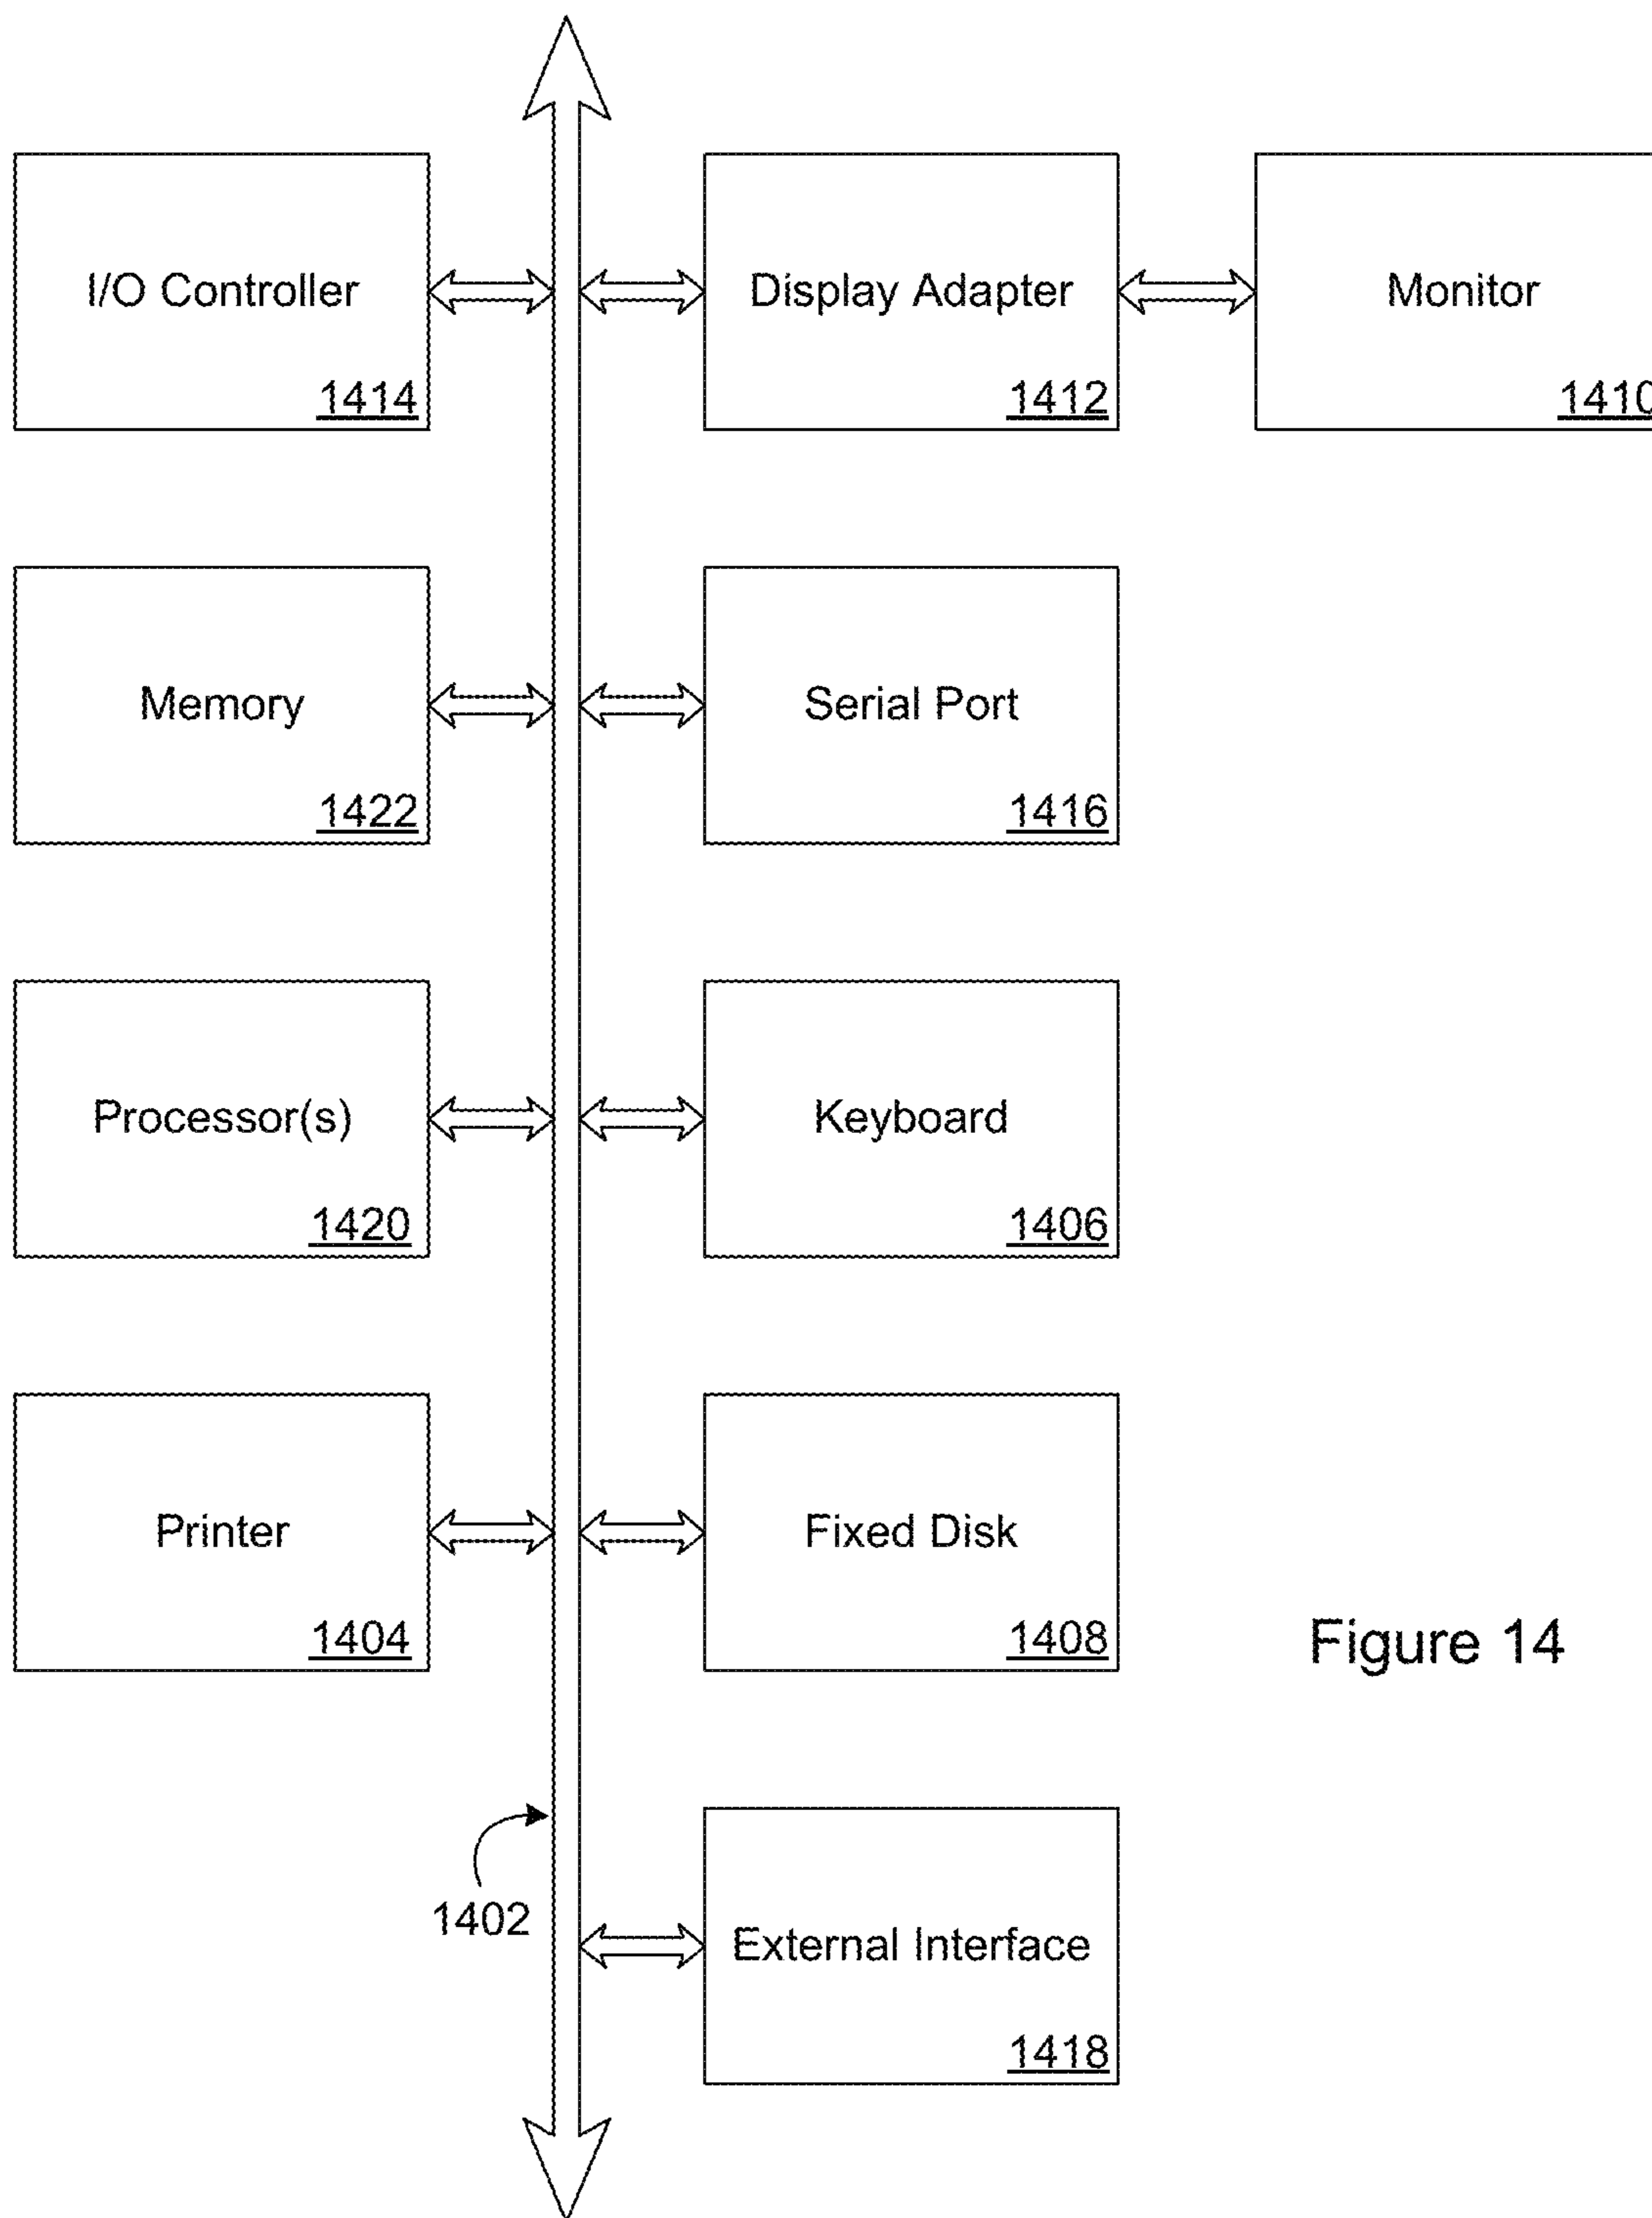 I/O Controller
1414
Display Adapter
1412
Monitor
1410
Memory
1422
Serial Port
1416
Processor(s)
1420
Keyboard
1406
Printer
1404
Fixed Disk
1408
Figure 14
1402
External Interface
1418